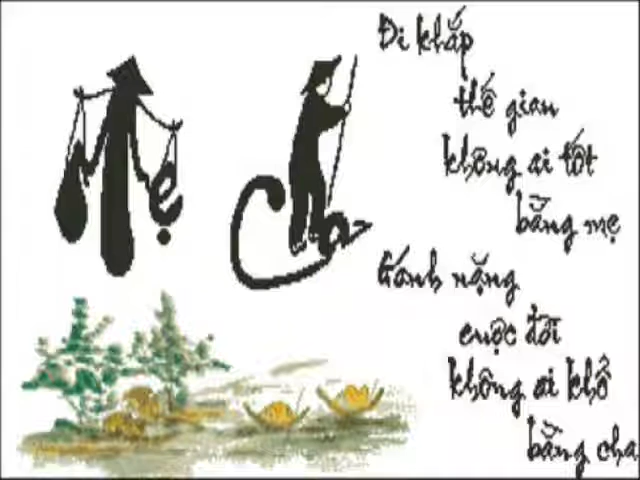 Mẹ Cha
Đi khắp
thế gian
không ai tốt
bằng mẹ
Gánh nặng
cuộc đời
không ai khổ
bằng cha